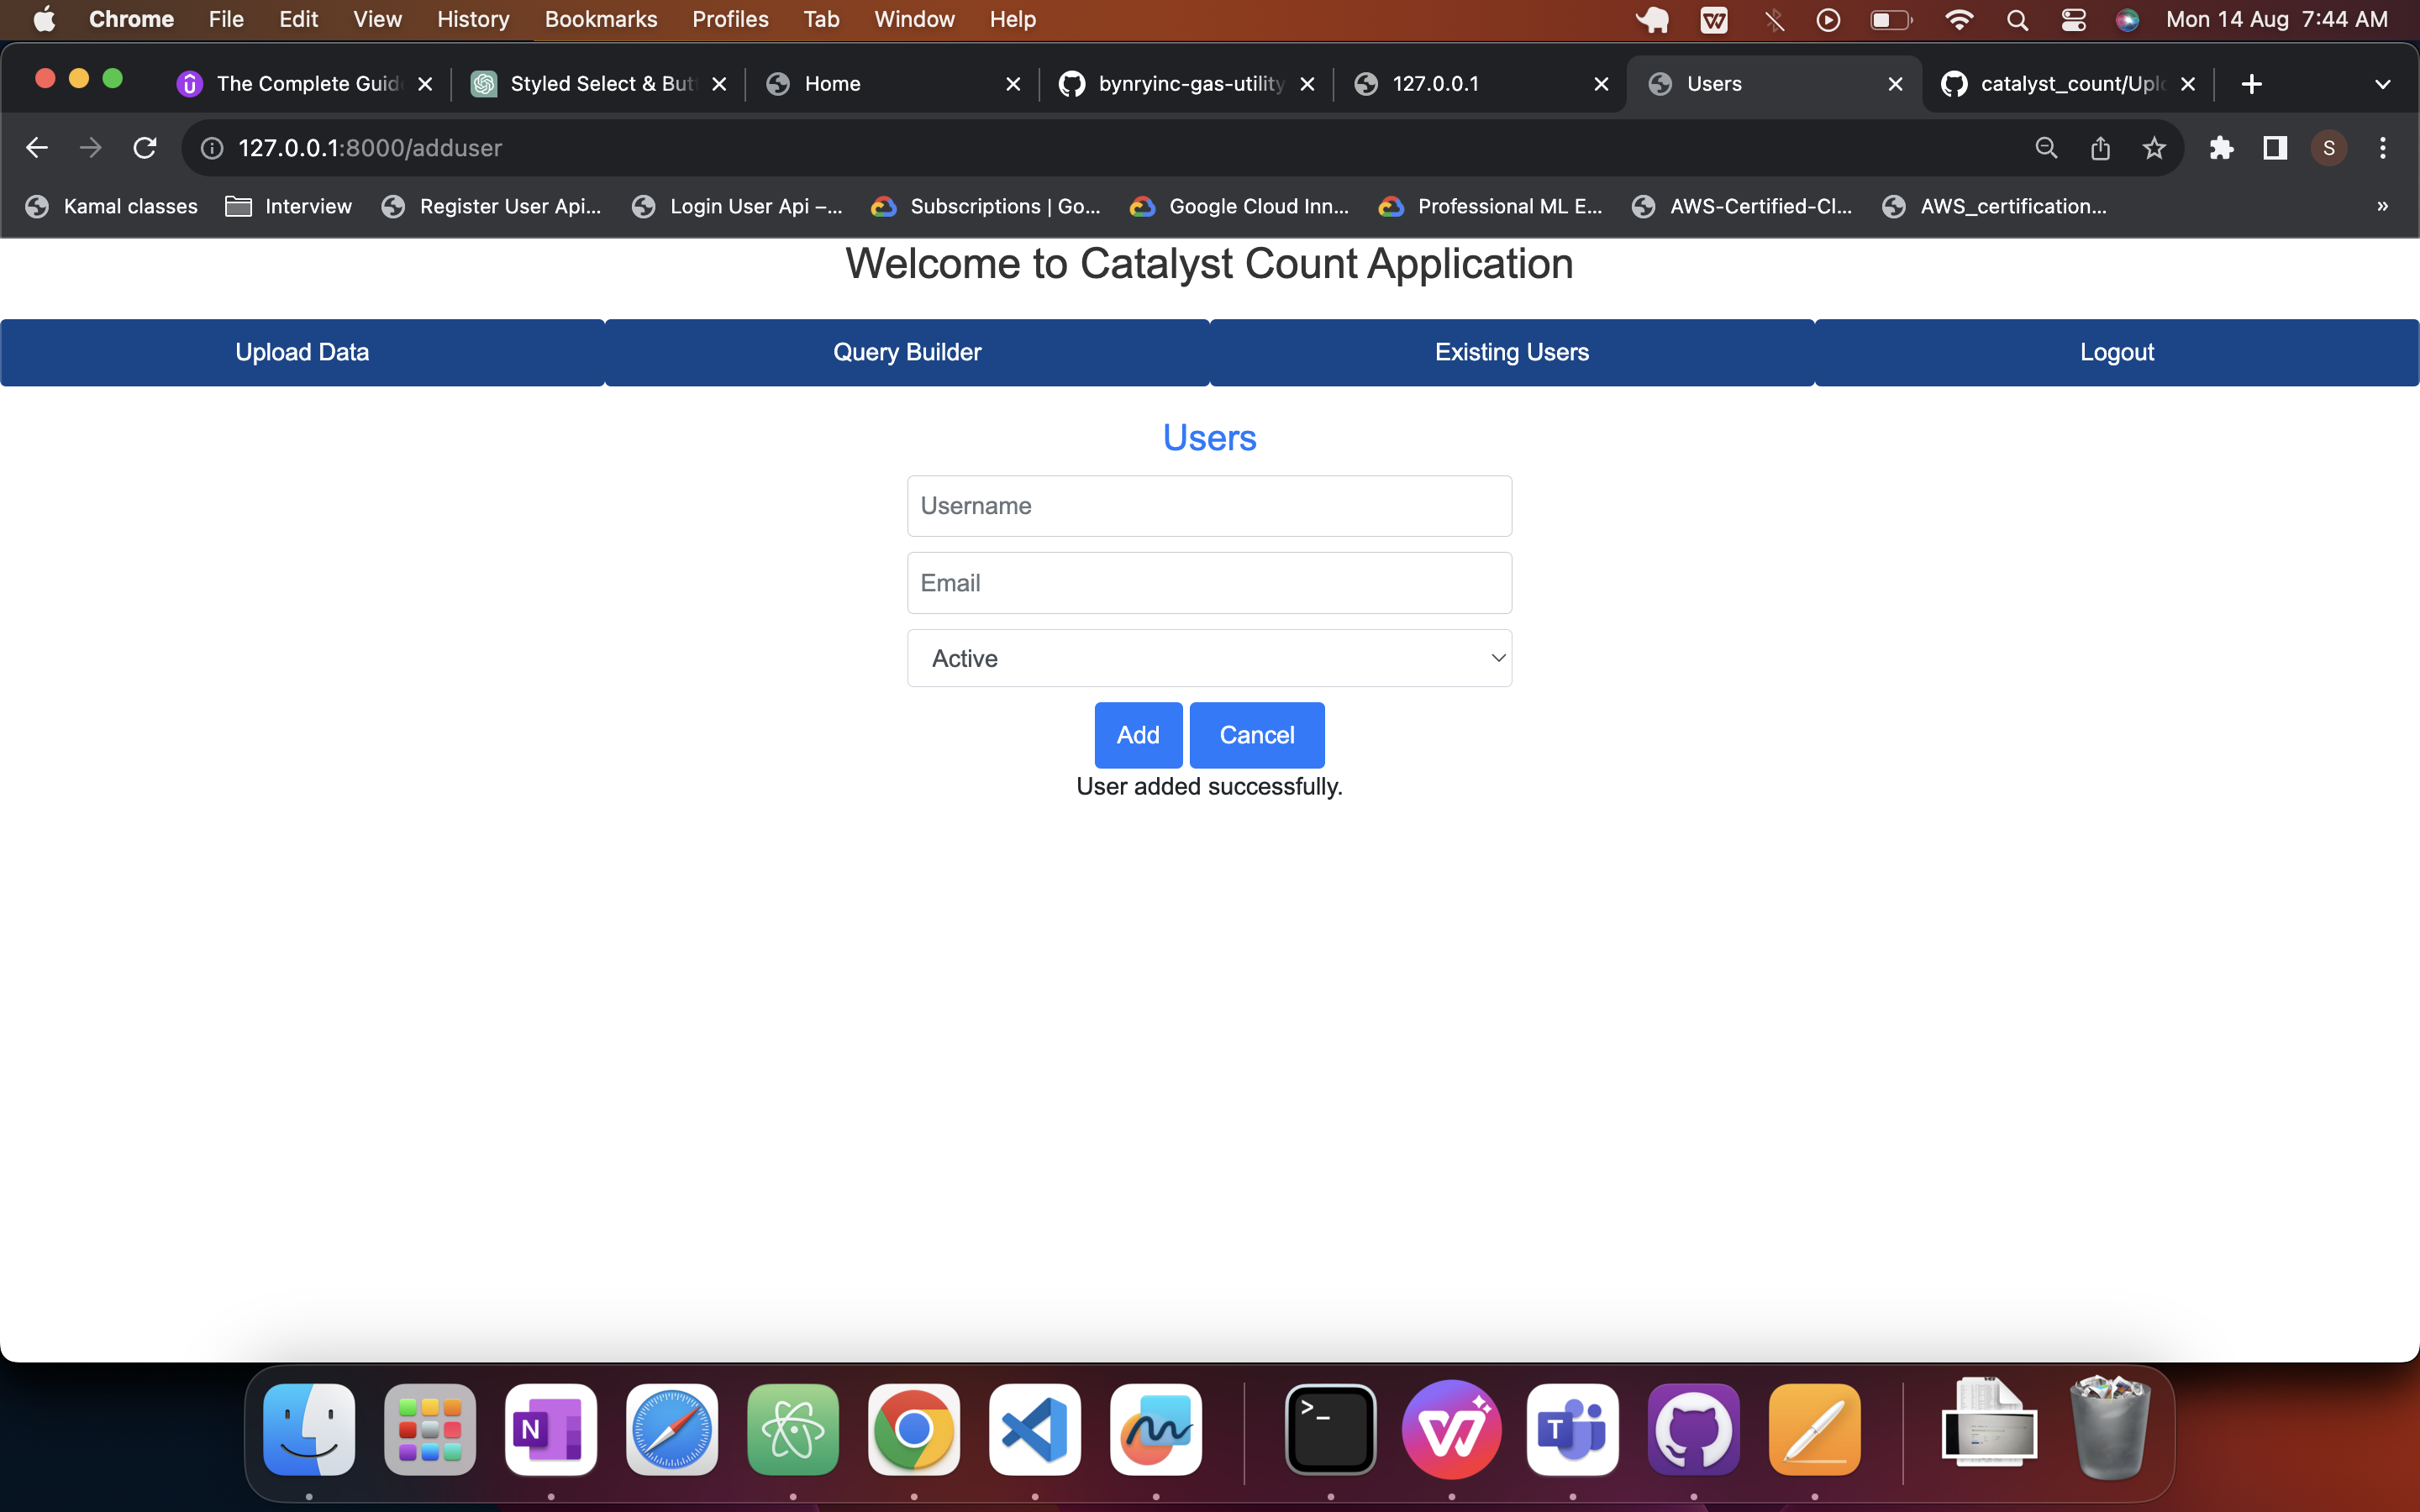 Chrome File Edit View History Bookmarks Profiles Tab Window Help Mon 14 Aug 7:44 AM
The Complete Guid Styled Select & But Home bynryinc-gas-utility 127.0.0.1 Users catalyst_count/Uplo
127.0.0.1:8000/adduser S
Kamal classes Interview Register User Api... Login User Api –... Subscriptions | Go... Google Cloud Inn... Professional ML E... AWS-Certified-Cl... AWS_certification... »
Welcome to Catalyst Count Application
Upload Data Query Builder Existing Users Logout
Users
Username
Email
Active
Add Cancel
User added successfully.
N >_ W T